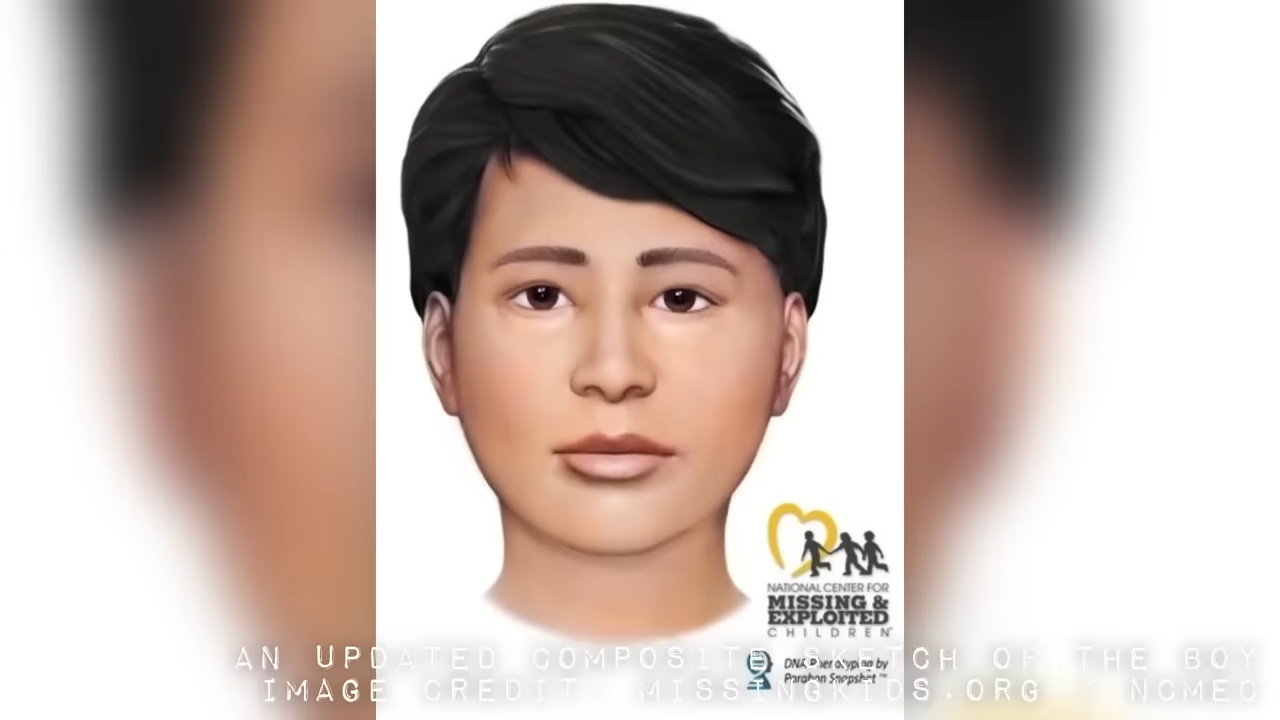 NATIONAL CENTER FOR
MISSING &
EXPLOITED
CHILDREN
DNA Phenotyping by
Parabon Snapshot™
AN UPDATED COMPOSITE SKETCH OF THE BOY
IMAGE CREDIT: MISSINGKIDS.ORG / NCMEC